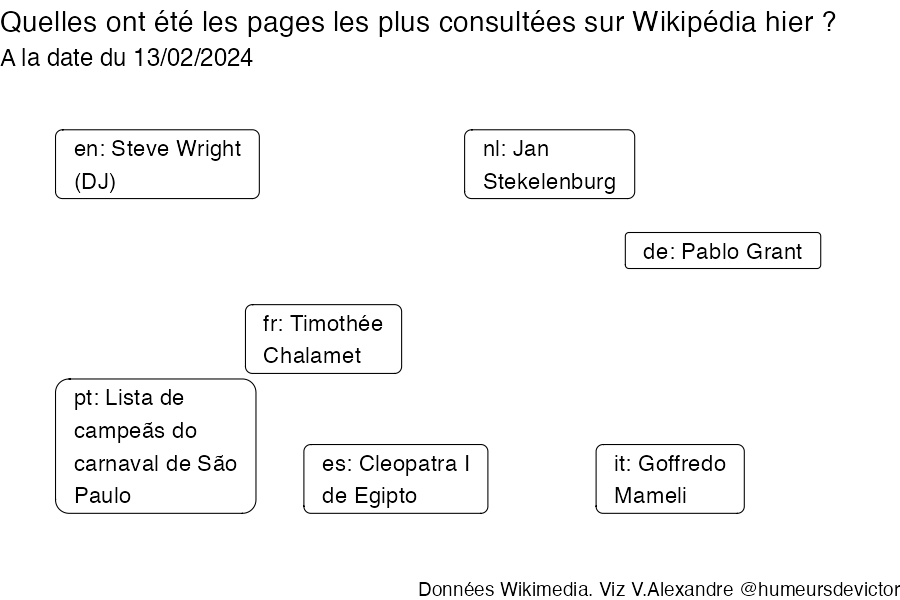 Quelles ont été les pages les plus consultées sur Wikipédia hier ?
A la date du 13/02/2024
en: Steve Wright
(DJ)
nl: Jan
Stekelenburg
de: Pablo Grant
fr: Timothée
Chalamet
pt: Lista de
campeãs do
carnaval de São
Paulo
es: Cleopatra I
de Egipto
it: Goffredo
Mameli
Données Wikimedia. Viz V.Alexandre @humeursdevictor